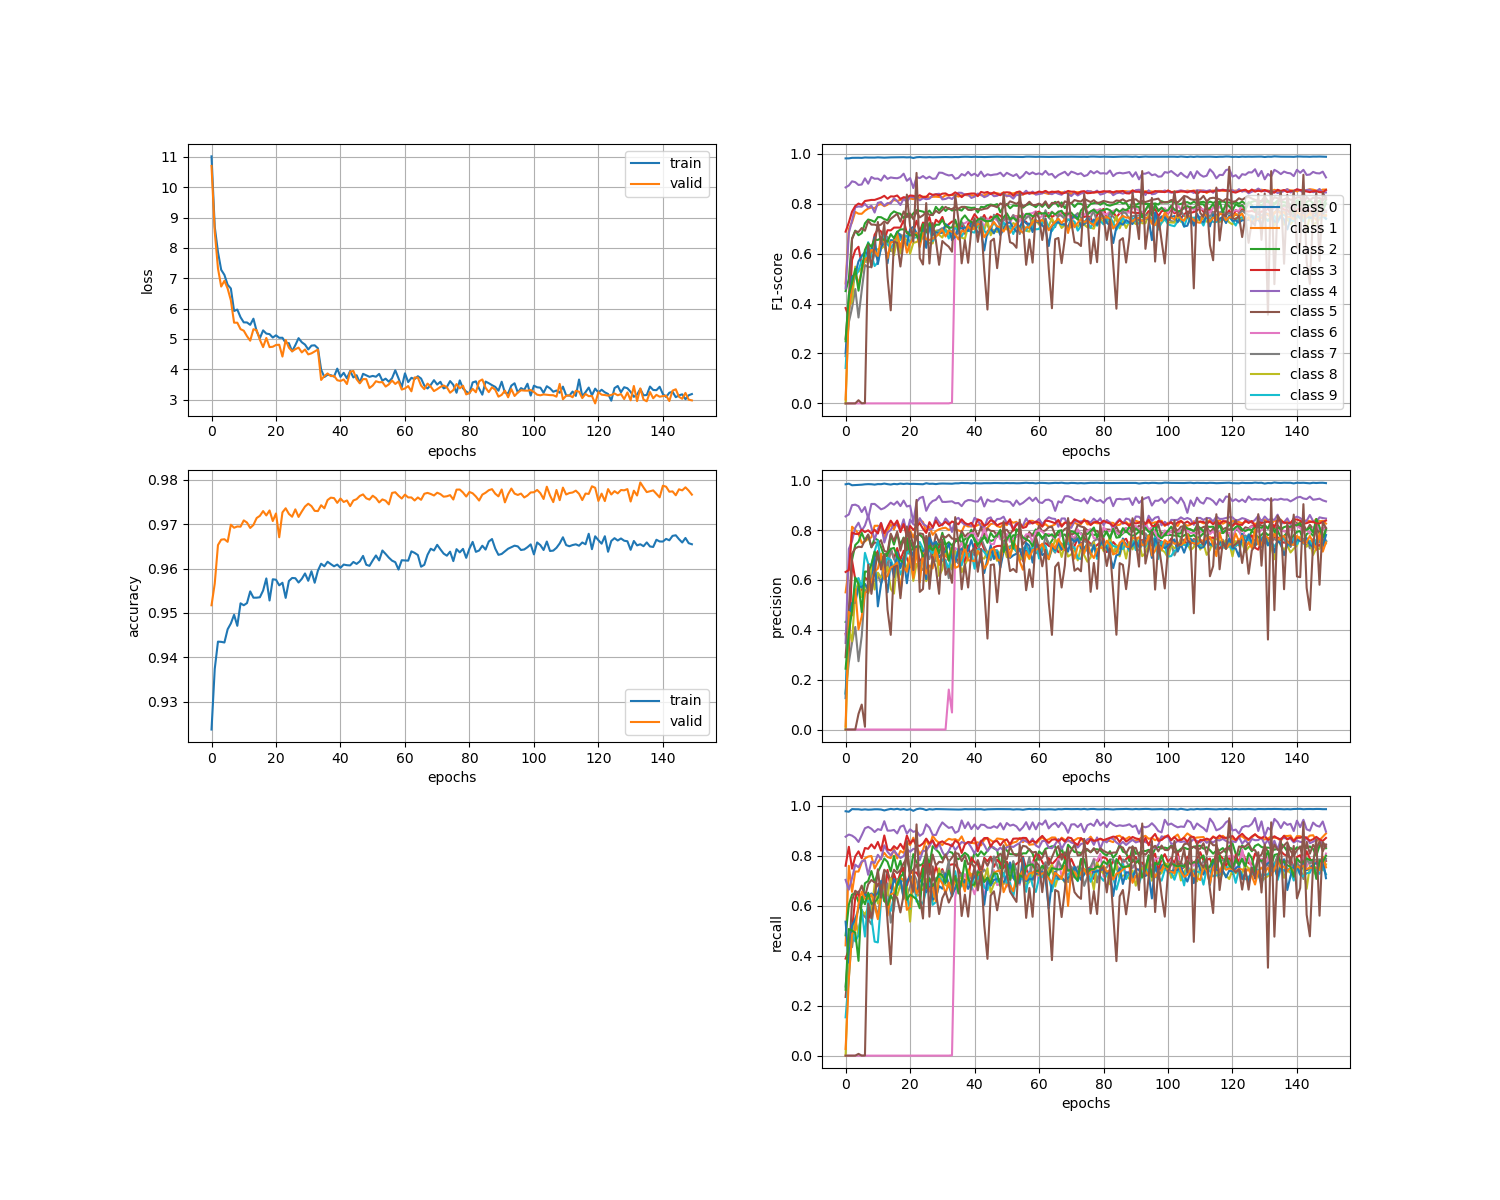 11
10
9
8
7
6
5
4
3
loss
train
valid
0 20 40 60 80 100 120 140
epochs
1.0
0.8
0.6
0.4
0.2
0.0
F1-score
class 0
class 1
class 2
class 3
class 4
class 5
class 6
class 7
class 8
class 9
0 20 40 60 80 100 120 140
epochs
0.98
0.97
0.96
0.95
0.94
0.93
accuracy
train
valid
0 20 40 60 80 100 120 140
epochs
1.0
0.8
0.6
0.4
0.2
0.0
precision
0 20 40 60 80 100 120 140
epochs
1.0
0.8
0.6
0.4
0.2
0.0
recall
0 20 40 60 80 100 120 140
epochs